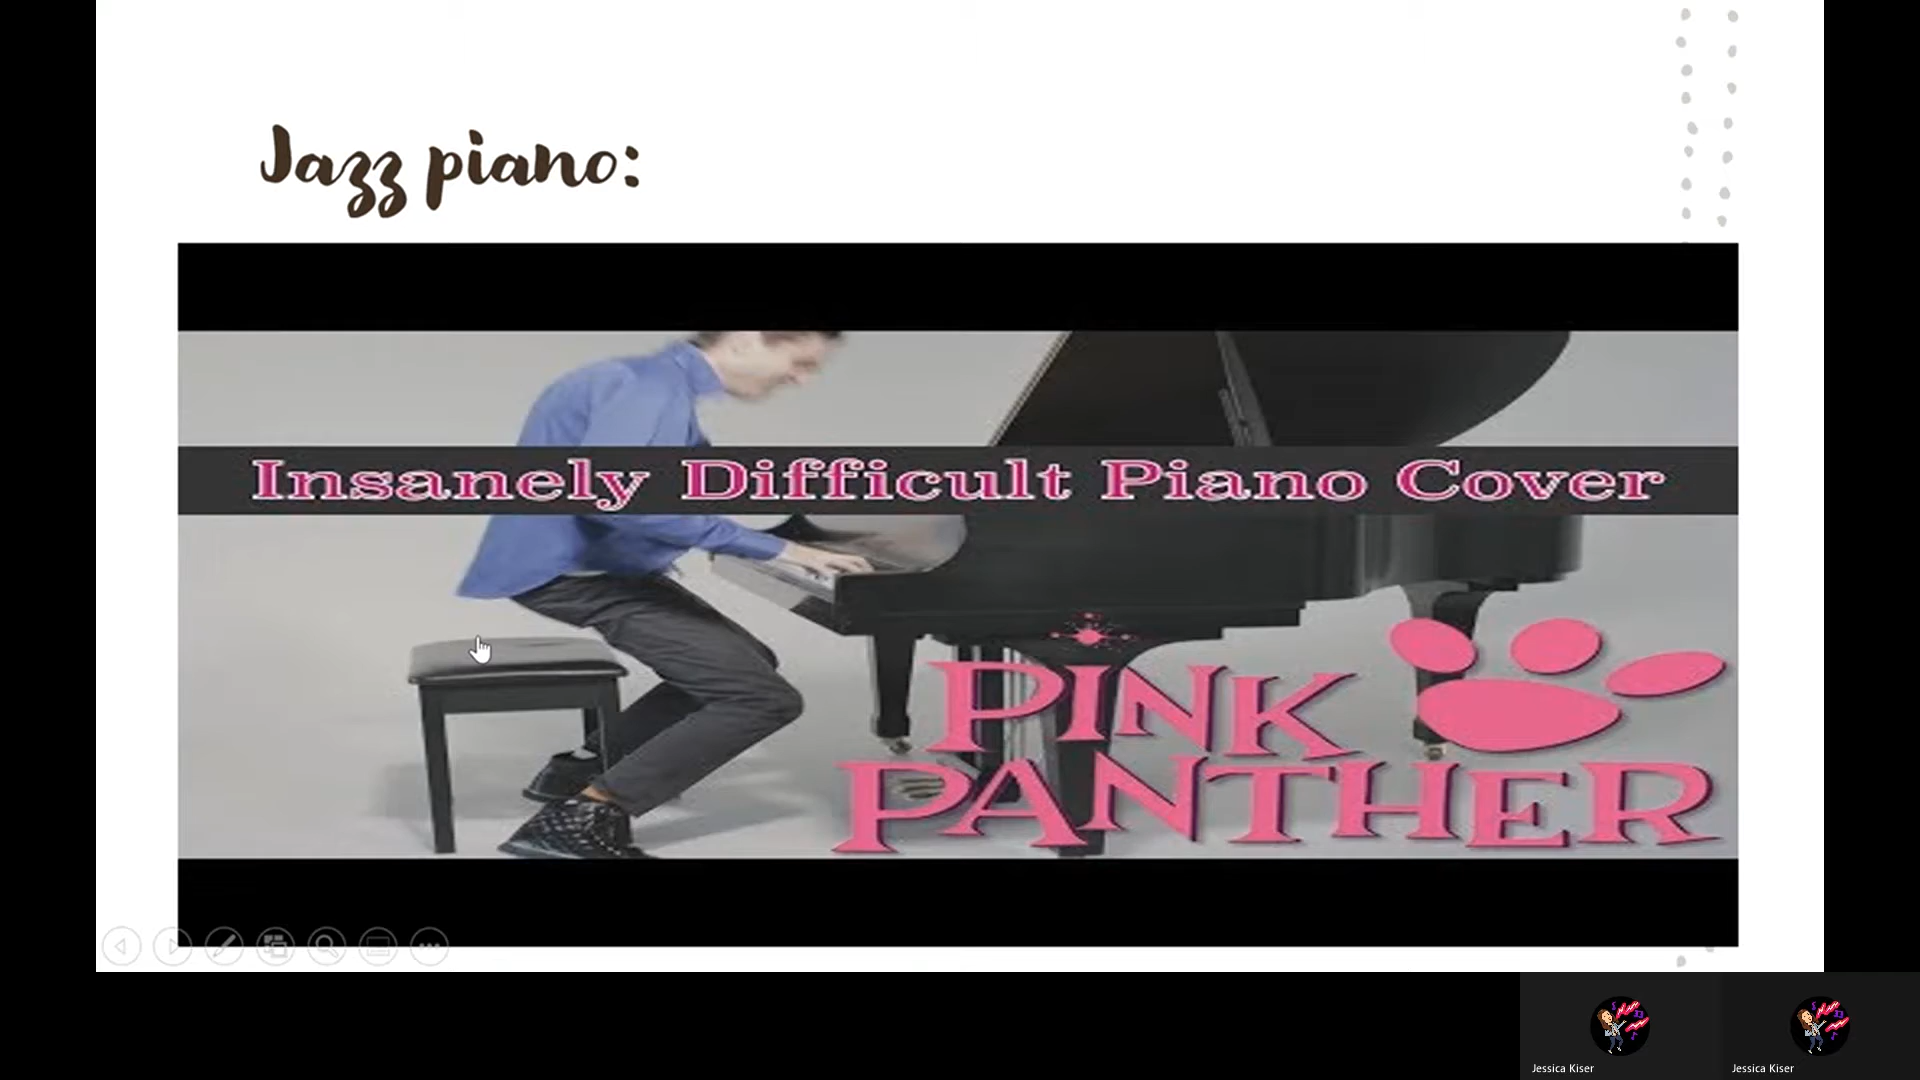 Jazz piano:
Insanely Difficult Piano Cover
PINK
PANTHER
Jessica Kiser
Jessica Kiser